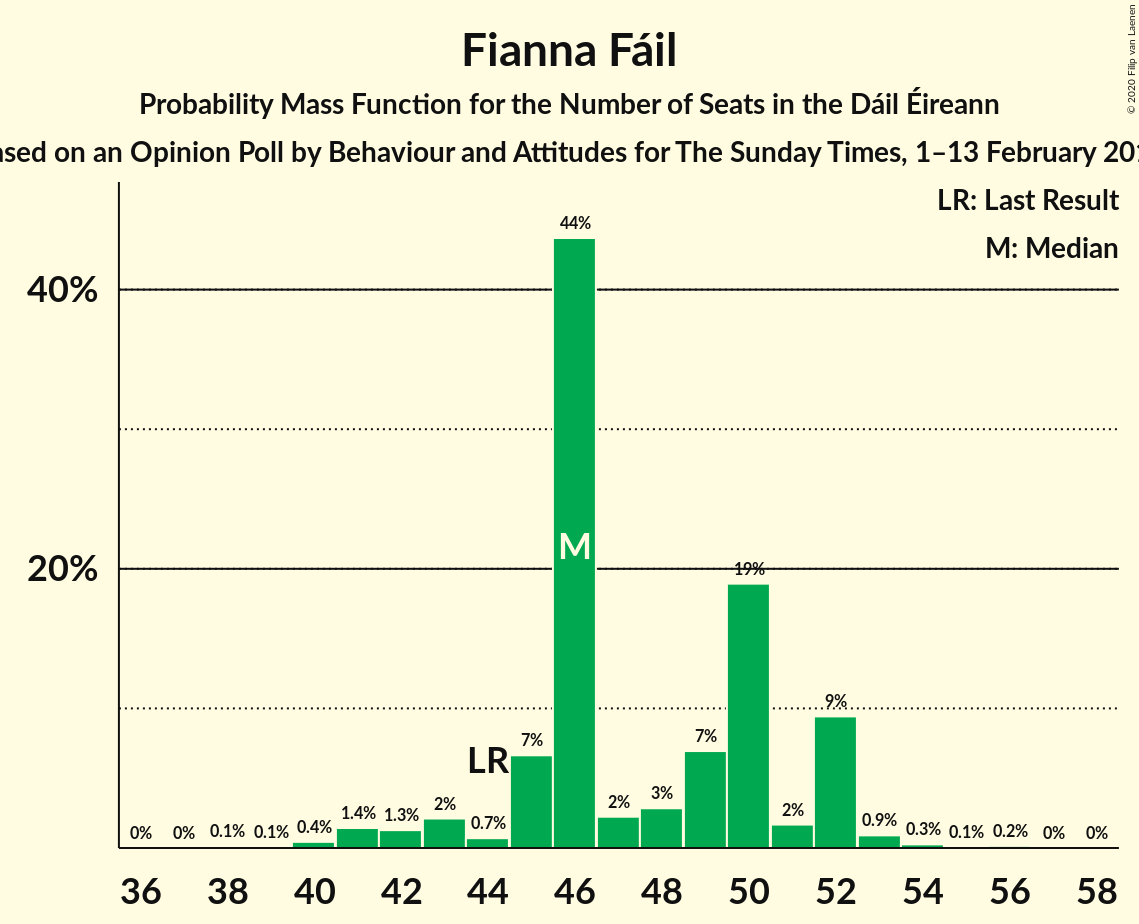 Fianna Fáil
Probability Mass Function for the Number of Seats in the Dáil Éireann
on an Opinion Poll by Behaviour and Attitudes for The Sunday Times, 1–13 February
© 2020 Filip van Laenen
LR: Last Result
M: Median
40%
20%
44%
M
19%
9%
LR
7%
7%
0%
0%
0.1%
0.1%
0.4%
1.4%
1.3%
2%
0.7%
2%
3%
2%
0.9%
0.3%
0.1%
0.2%
0%
0%
36 38 40 42 44 46 48 50 52 54 56 58